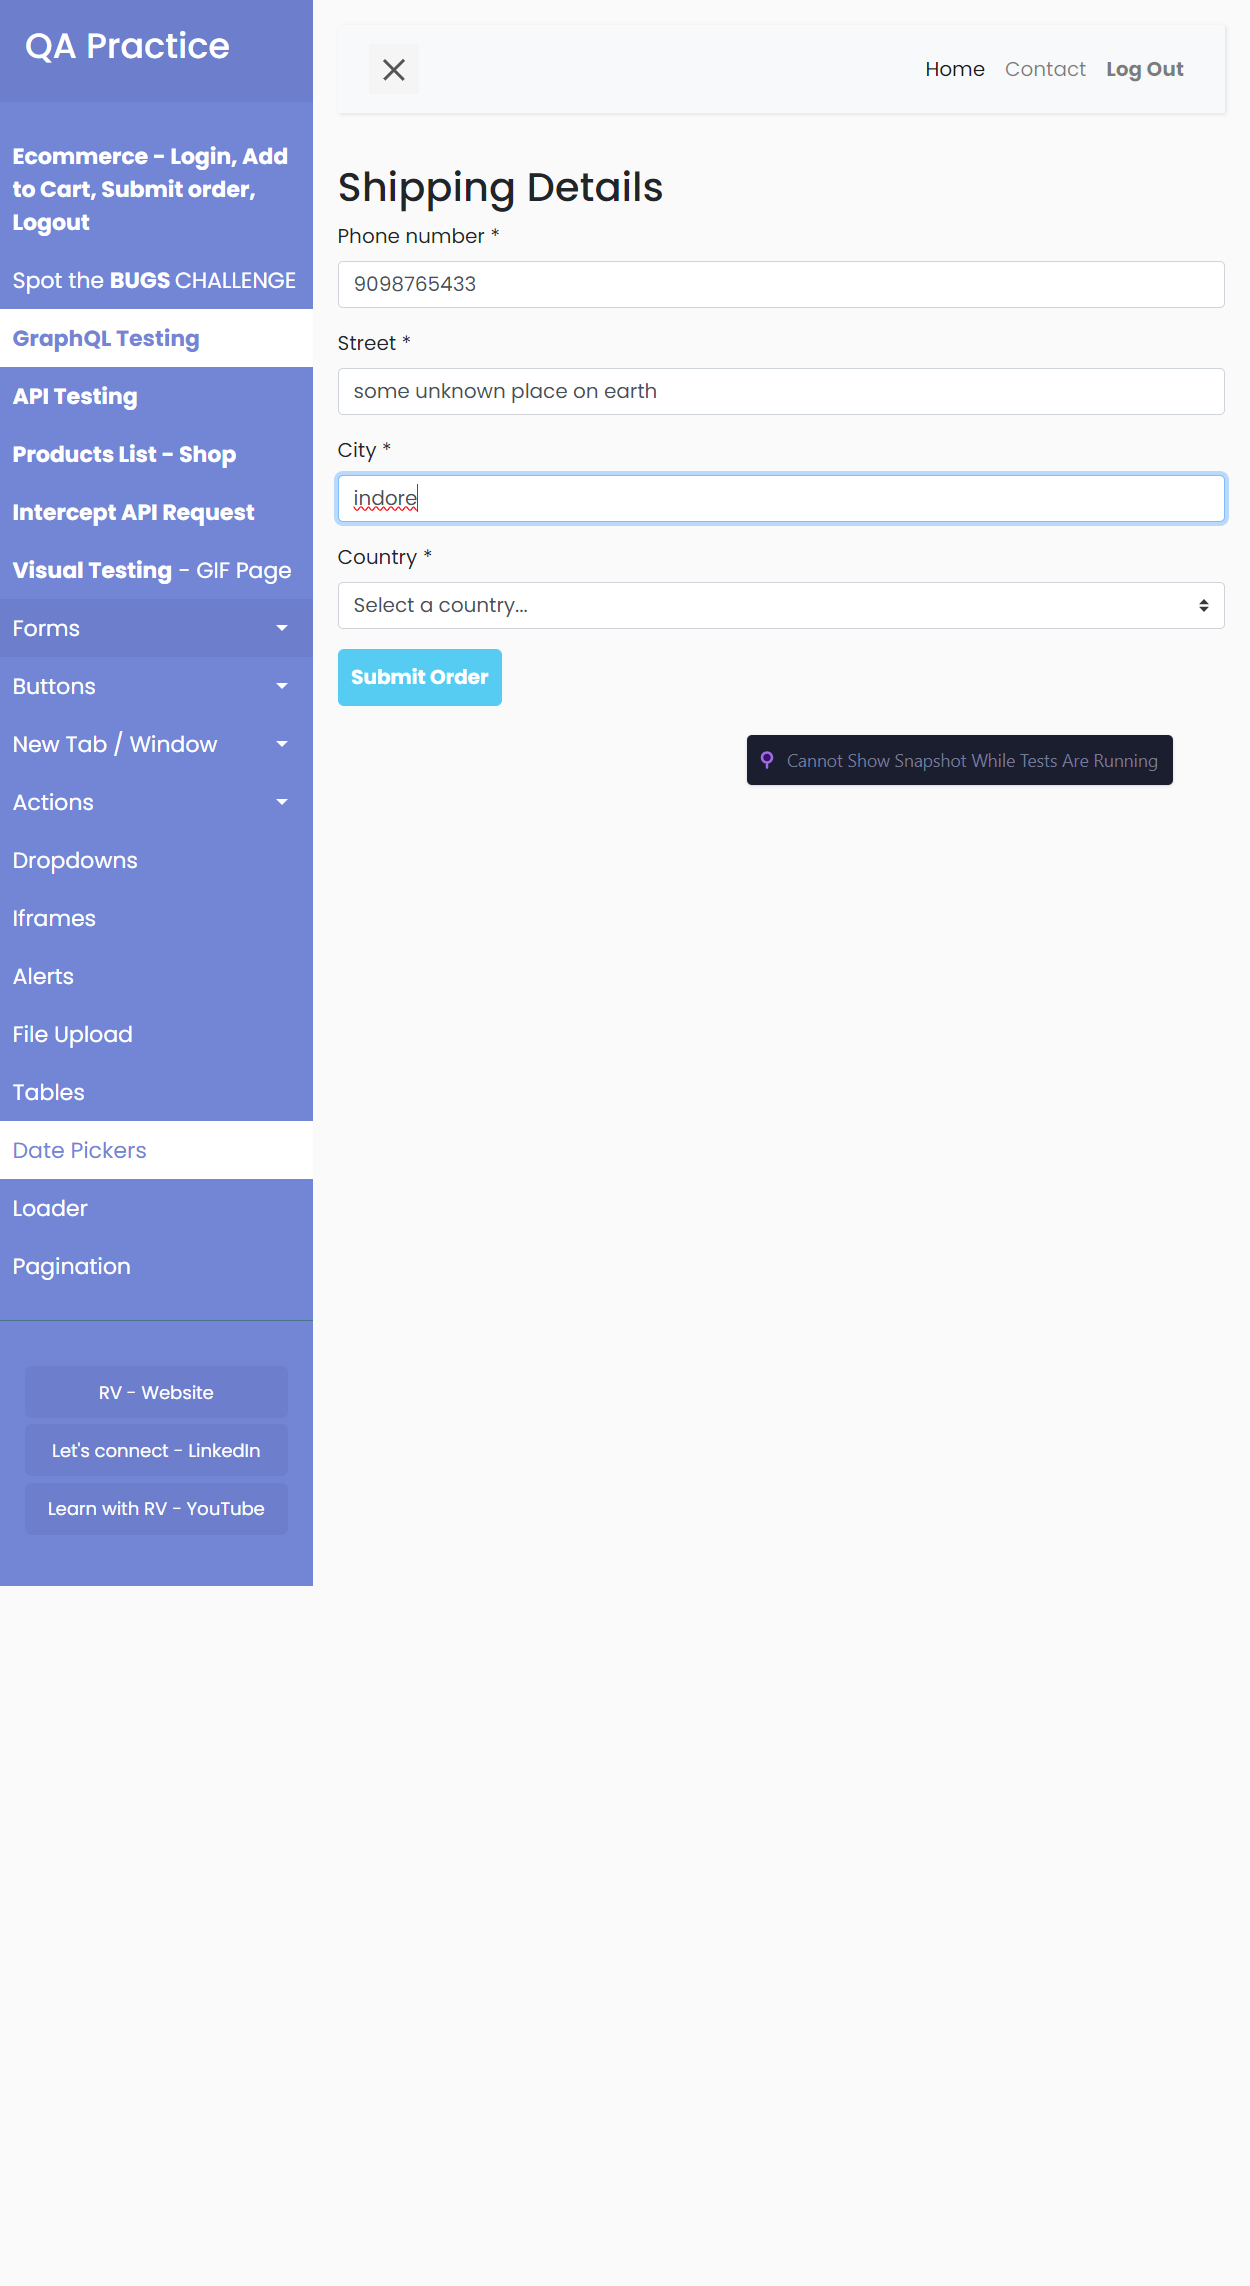 QA Practice
Ecommerce - Login, Add
to Cart, Submit order,
Logout
Spot the BUGS CHALLENGE
GraphQL Testing
API Testing
Products List - Shop
Intercept API Request
Visual Testing - GIF Page
Forms
Buttons
New Tab / Window
Actions
Dropdowns
Iframes
Alerts
File Upload
Tables
Date Pickers
Loader
Pagination
RV - Website
Let's connect - LinkedIn
Learn with RV - YouTube
Home Contact Log Out
Shipping Details
Phone number *
9098765433
Street *
some unknown place on earth
City *
indore
Country *
Select a country...
Submit Order
Cannot Show Snapshot While Tests Are Running